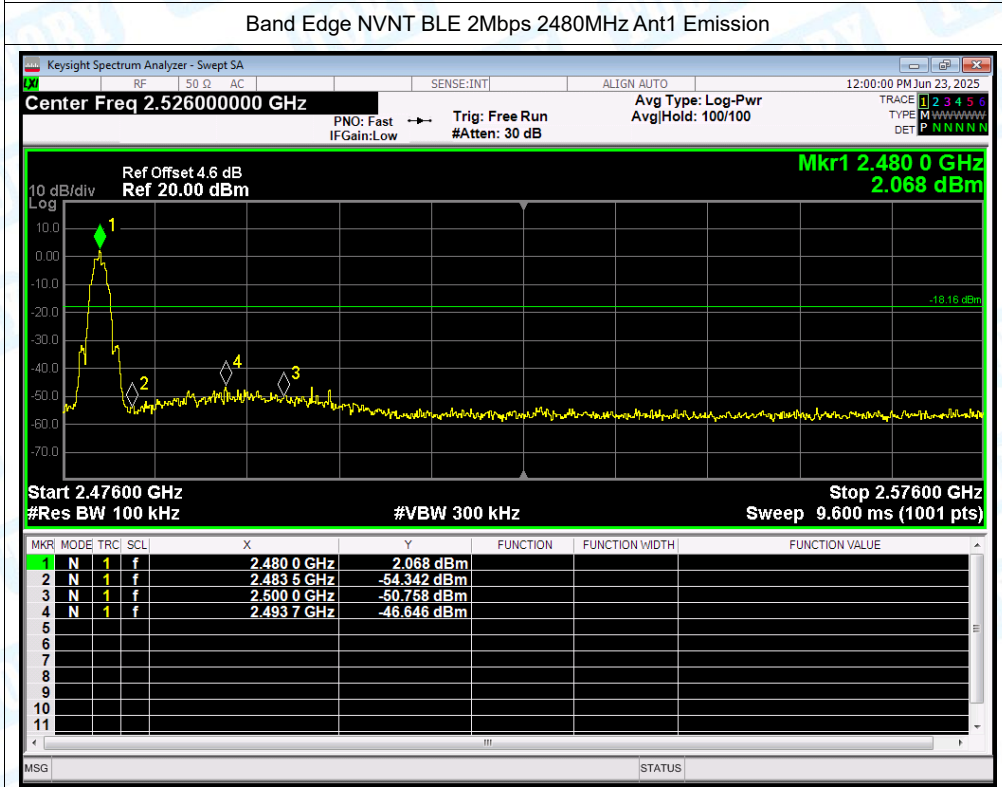 Band Edge NVNT BLE 2Mbps 2480MHz Ant1 Emission
Keysight Spectrum Analyzer - Swept SA
LXI RF 50 Ω AC SENSE:INT ALIGN AUTO 12:00:00 PM Jun 23, 2025
Center Freq 2.526000000 GHz
PNO: Fast
IFGain:Low
Trig: Free Run
#Atten: 30 dB
Avg Type: Log-Pwr
Avg|Hold: 100/100
TRACE 1 2 3 4 5 6
TYPE M WWWWW
DET P N N N N N
Mkr1 2.480 0 GHz
2.068 dBm
Ref Offset 4.6 dB
10 dB/div Ref 20.00 dBm
Log
10.0
0.00
-10.0
-20.0
-30.0
-40.0
-50.0
-60.0
-70.0
1
2
4
3
-18.16 dBm
Start 2.47600 GHz Stop 2.57600 GHz
#Res BW 100 kHz #VBW 300 kHz Sweep 9.600 ms (1001 pts)
MKR MODE TRC SCL X Y FUNCTION FUNCTION WIDTH FUNCTION VALUE
1 N 1 f 2.480 0 GHz 2.068 dBm
2 N 1 f 2.483 5 GHz -54.342 dBm
3 N 1 f 2.500 0 GHz -50.758 dBm
4 N 1 f 2.493 7 GHz -46.646 dBm
5
6
7
8
9
10
11
MSG STATUS